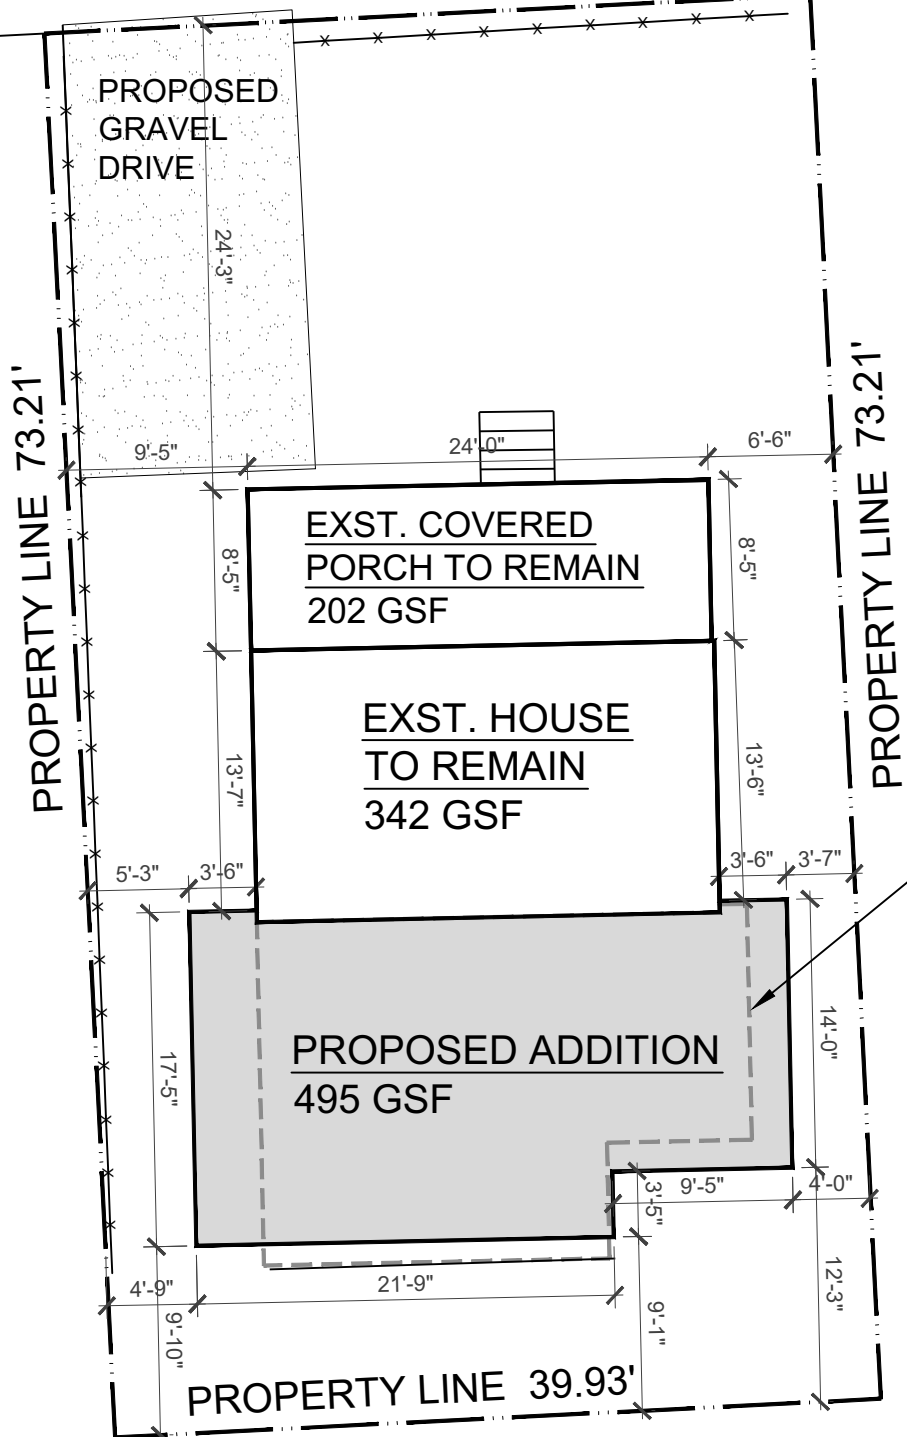 PROPOSED
GRAVEL
DRIVE
24'-3"
PROPERTY LINE 73.21'
PROPERTY LINE 73.21'
9'-5"
24'-0"
6'-6"
EXST. COVERED
PORCH TO REMAIN
202 GSF
8'-5"
8'-5"
EXST. HOUSE
TO REMAIN
342 GSF
13'-7"
13'-6"
5'-3"
3'-6"
3'-6"
3'-7"
PROPOSED ADDITION
495 GSF
17'-5"
14'-0"
3'-5"
9'-5"
4'-0"
4'-9"
21'-9"
9'-10"
9'-1"
12'-3"
PROPERTY LINE 39.93'